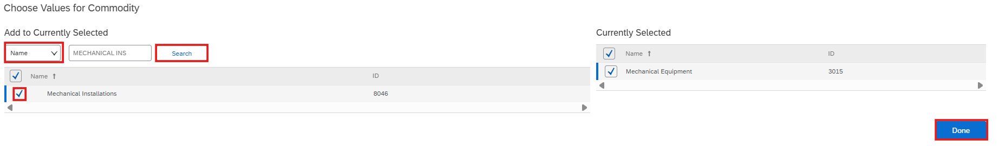 Choose Values for Commodity
Add to Currently Selected
Name
MECHANICAL INS
Search
Name ↑ ID
Mechanical Installations 8046
Currently Selected
Name ↑ ID
Mechanical Equipment 3015
Done